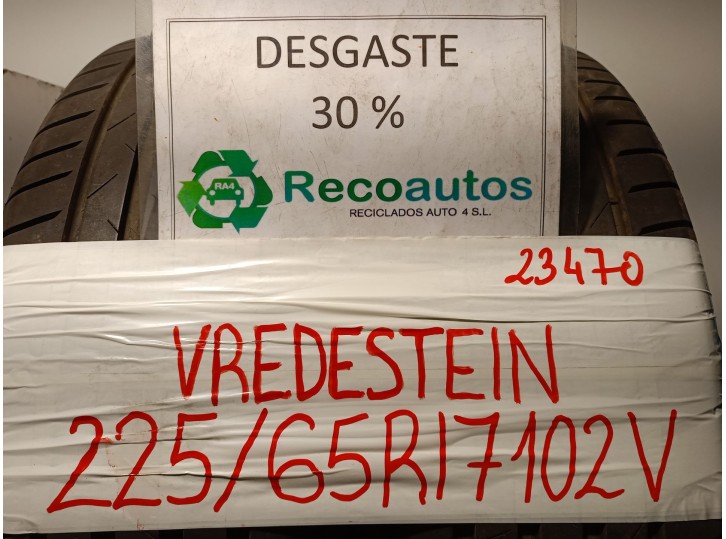 DESGASTE
30 %
RA4
Recoautos
RECICLADOS AUTO 4 S.L.
23470
VREDESTEIN
225/65R17102V